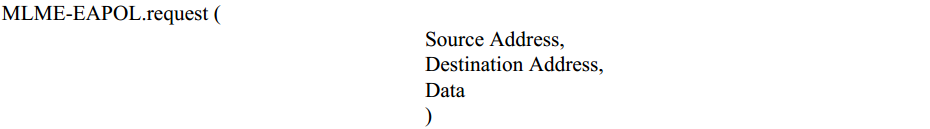 MLME-EAPOL.request (
Source Address,
Destination Address,
Data
)